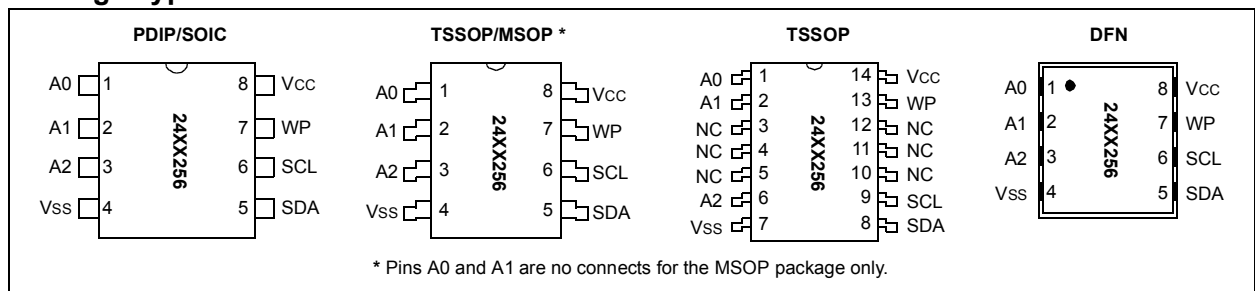 PDIP/SOIC
A0 1 8 VCC
A1 2 7 WP
A2 3 6 SCL
VSS 4 5 SDA
24XX256
TSSOP/MSOP *
A0 1 8 VCC
A1 2 7 WP
A2 3 6 SCL
VSS 4 5 SDA
24XX256
TSSOP
A0 1 14 VCC
A1 2 13 WP
NC 3 12 NC
NC 4 11 NC
NC 5 10 NC
A2 6 9 SCL
VSS 7 8 SDA
24XX256
DFN
A0 1 8 VCC
A1 2 7 WP
A2 3 6 SCL
VSS 4 5 SDA
24XX256
* Pins A0 and A1 are no connects for the MSOP package only.